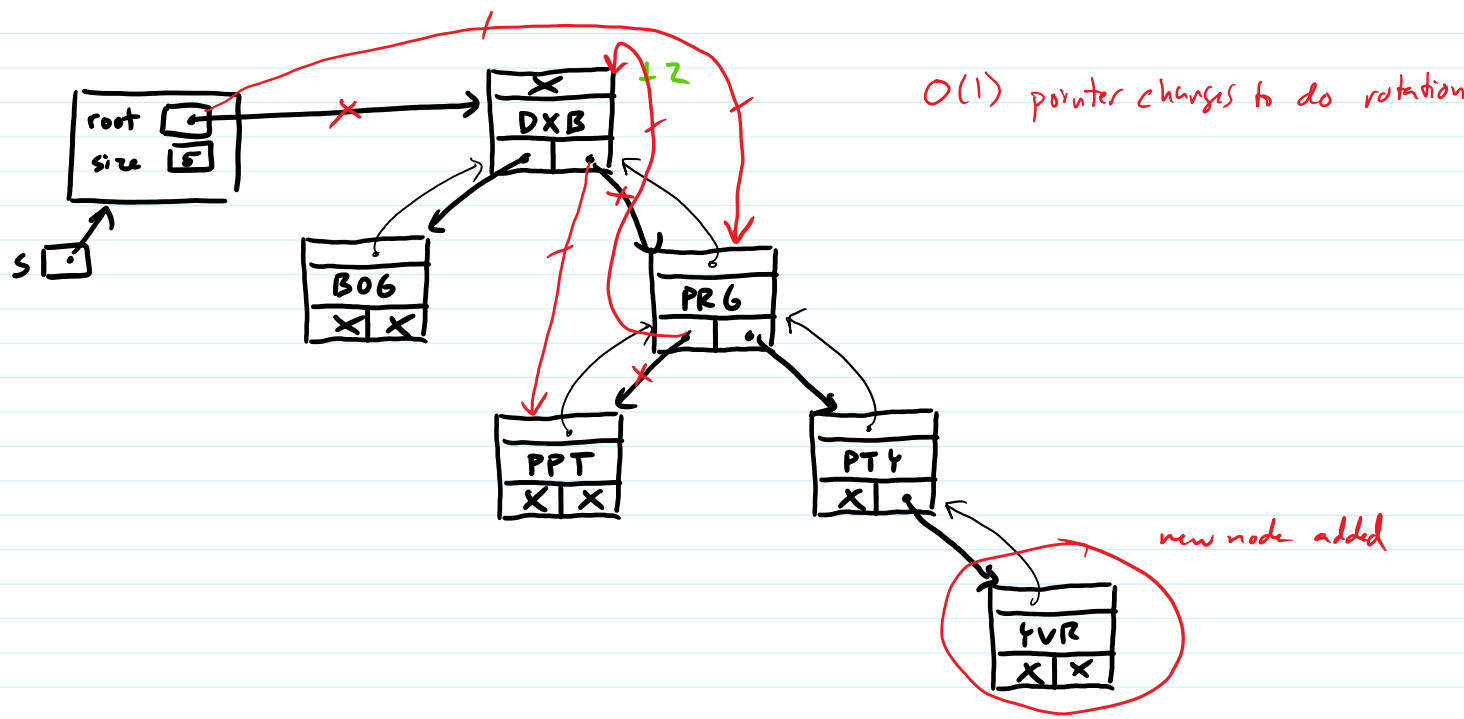 +2
O(1) pointer changes to do rotation
root
DXB
size 5
S
BOG
PRG
PPT
PTY
new node added
YVR